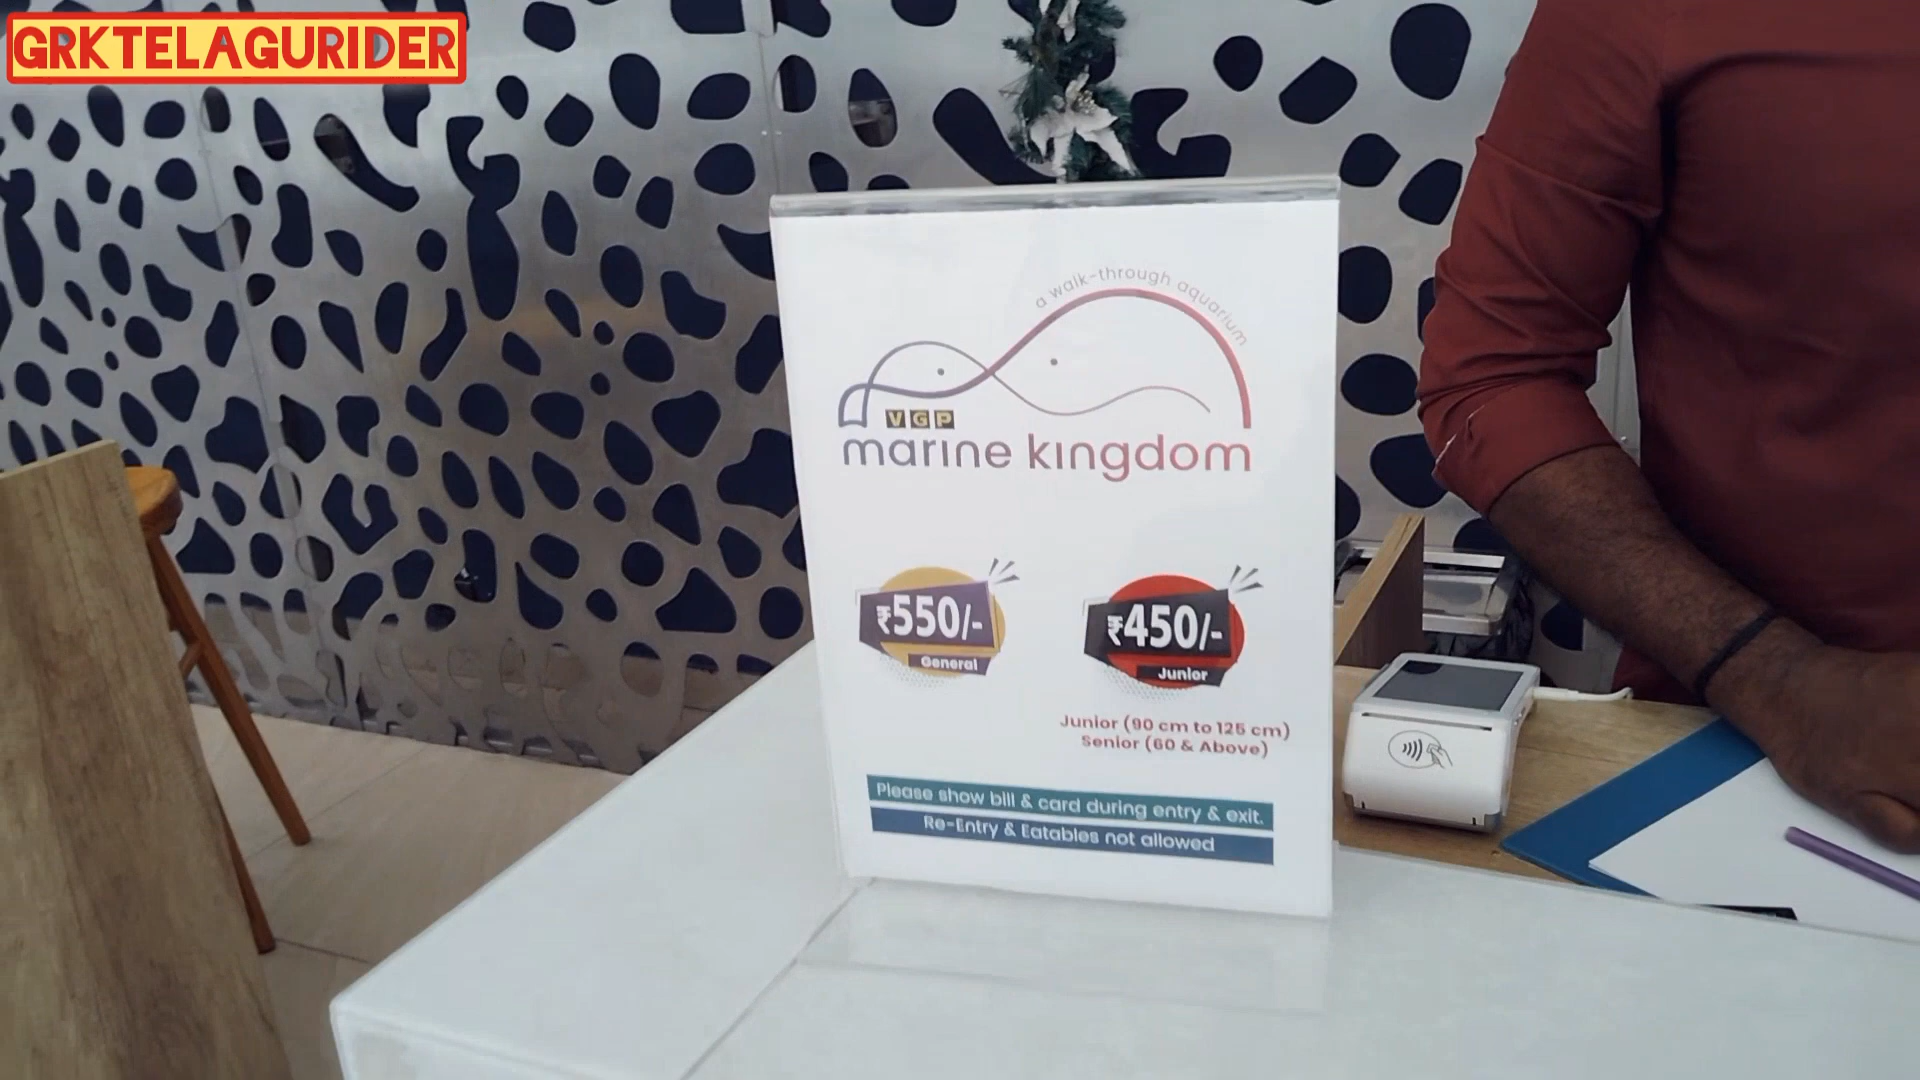 GRKTELAGURIDER
a walk-through aquarium
VGP
marine kingdom
₹550/-
General
₹450/-
Junior
Junior (90 cm to 125 cm)
Senior (60 & Above)
Please show bill & card during entry & exit.
Re-Entry & Eatables not allowed